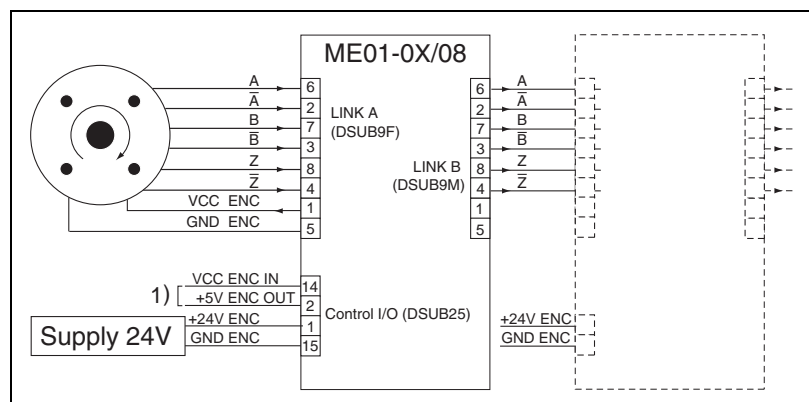 ME01-0X/08
A 6
A̅ 2
B 7
B̅ 3
Z 8
Z̅ 4
VCC ENC 1
GND ENC 5
LINK A
(DSUB9F)
LINK B
(DSUB9M)
6 A
2 A̅
7 B
3 B̅
8 Z
4 Z̅
1
5
1)
VCC ENC IN 14
+5V ENC OUT 2
+24V ENC 1
GND ENC 15
Supply 24V
Control I/O (DSUB25)
+24V ENC
GND ENC